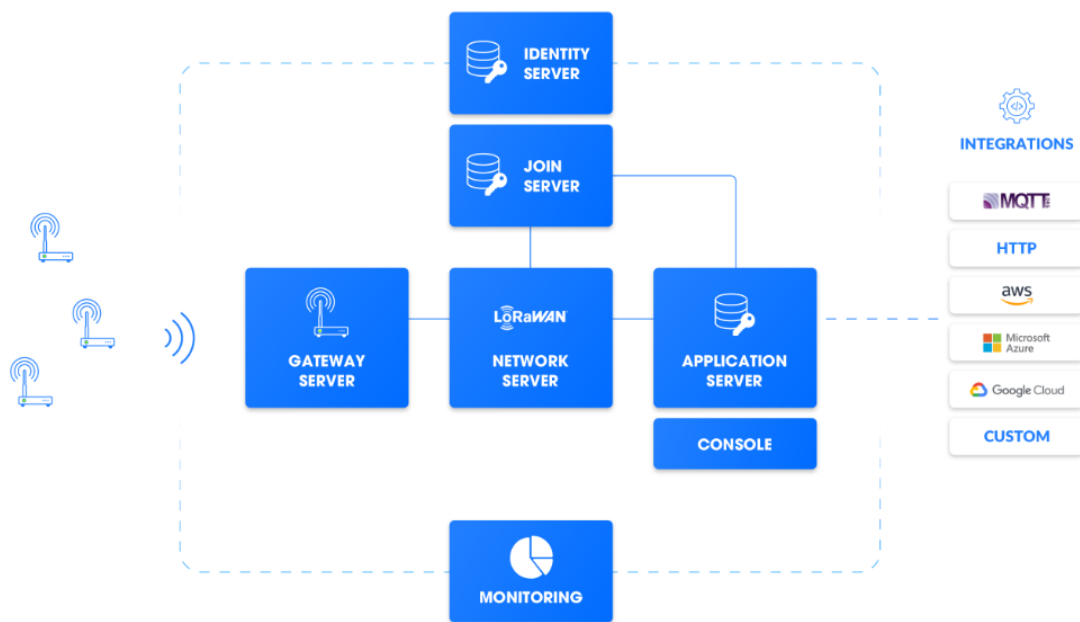 IDENTITY
SERVER
JOIN
SERVER
INTEGRATIONS
MQTT
HTTP
aws
Microsoft
Azure
Google Cloud
CUSTOM
GATEWAY
SERVER
LoRaWAN
NETWORK
SERVER
APPLICATION
SERVER
CONSOLE
MONITORING